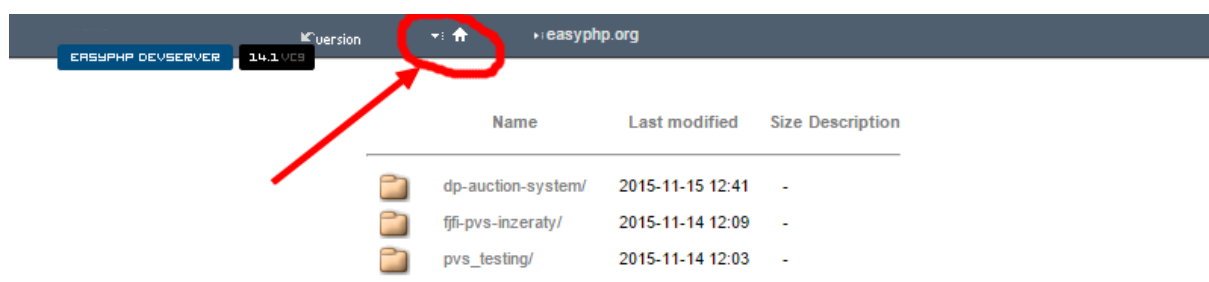 version easyphp.org
EASYPHP DEVSERVER 14.1 VC9
Name Last modified Size Description
dp-auction-system/ 2015-11-15 12:41 -
fjfi-pvs-inzeraty/ 2015-11-14 12:09 -
pvs_testing/ 2015-11-14 12:03 -